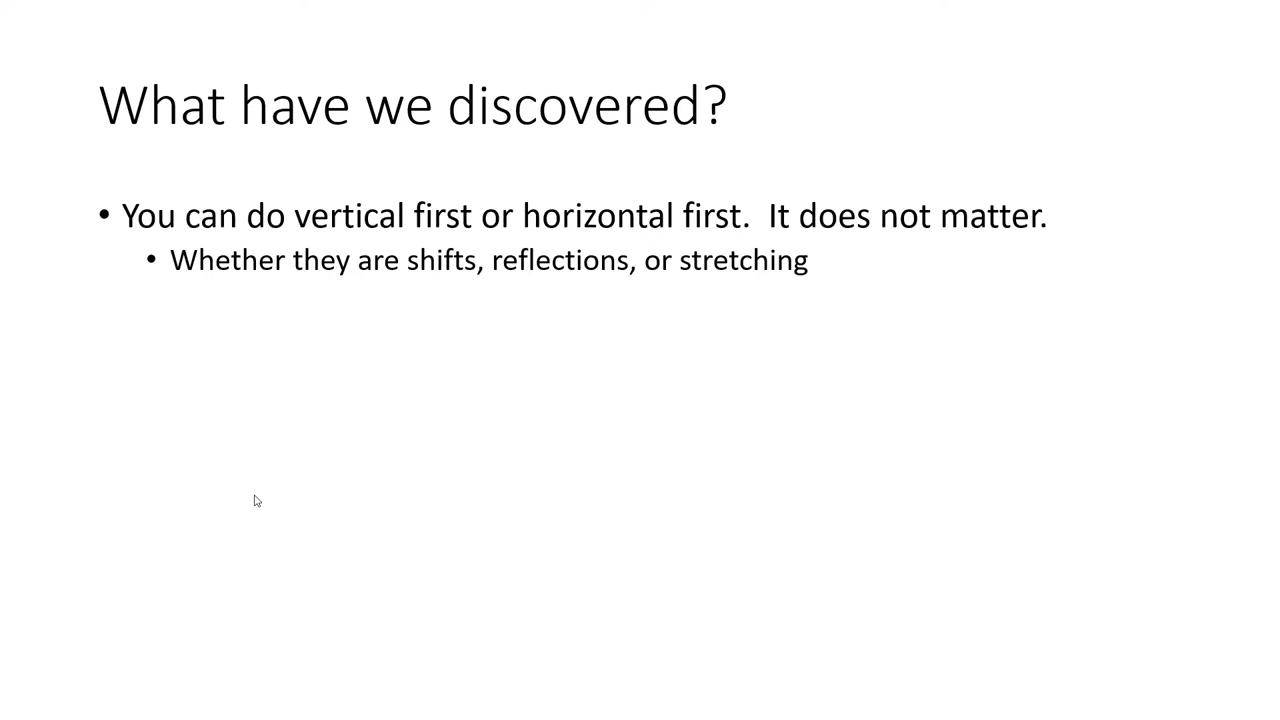 What have we discovered?
• You can do vertical first or horizontal first.  It does not matter.
• Whether they are shifts, reflections, or stretching